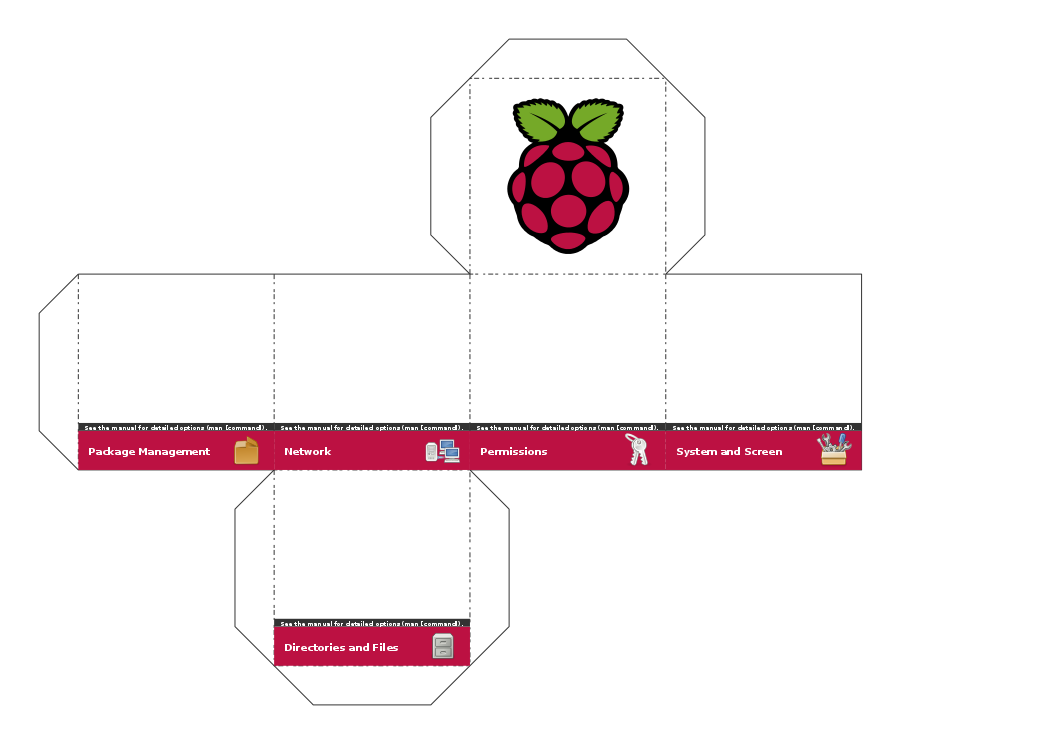 See the manual for detailed options (man [command]).
See the manual for detailed options (man [command]).
See the manual for detailed options (man [command]).
See the manual for detailed options (man [command]).
Package Management
Network
Permissions
System and Screen
See the manual for detailed options (man [command]).
Directories and Files